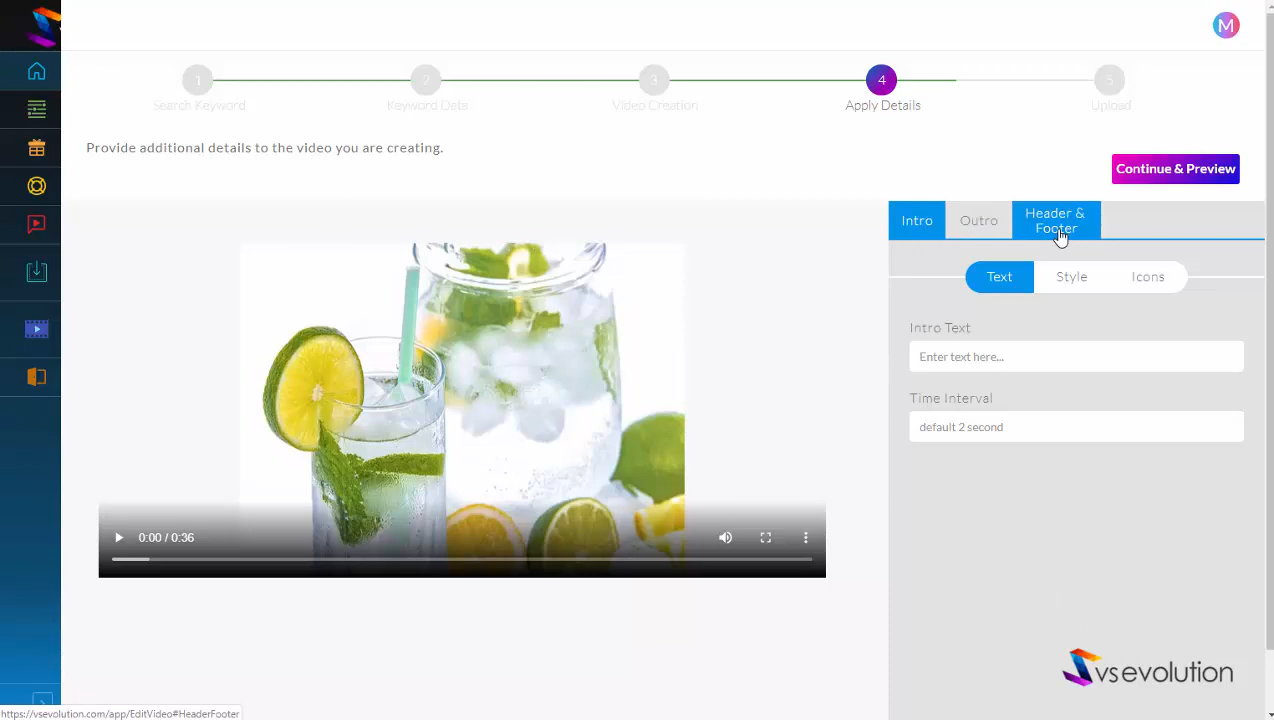 M
1
2
3
4
5
Search Keyword
Keyword Data
Video Creation
Apply Details
Upload
Provide additional details to the video you are creating.
Continue & Preview
Intro
Outro
Header &
Footer
Text
Style
Icons
Intro Text
Enter text here...
Time Interval
default 2 second
0:00 / 0:36
vsevolution
https://vsevolution.com/app/EditVideo#HeaderFooter